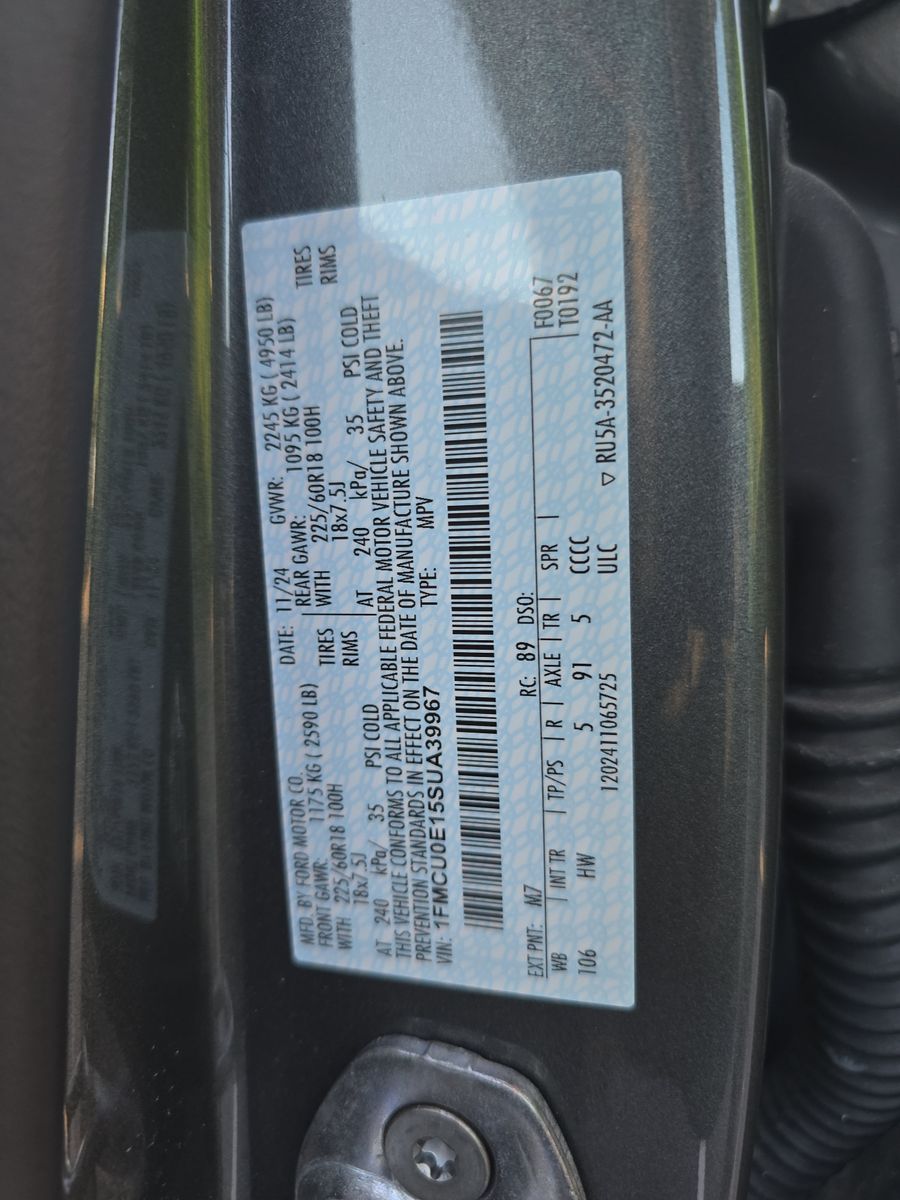 MFD. BY FORD MOTOR CO. DATE: 11/24 GVWR: 2245 KG ( 4950 LB)
FRONT GAWR: 1175 KG ( 2590 LB) REAR GAWR: 1095 KG ( 2414 LB)
WITH 225/60R18 100H TIRES WITH 225/60R18 100H TIRES
18x7.5J RIMS 18x7.5J RIMS
AT 240 kPa/ 35 PSI COLD AT 240 kPa/ 35 PSI COLD
THIS VEHICLE CONFORMS TO ALL APPLICABLE FEDERAL MOTOR VEHICLE SAFETY AND THEFT
PREVENTION STANDARDS IN EFFECT ON THE DATE OF MANUFACTURE SHOWN ABOVE.
VIN: 1FMCU0E15SUA39967 TYPE: MPV
EXT PNT: M7 RC: 89 DSO: F0067
WB INT TR TP/PS R AXLE TR SPR T0192
106 HW 5 91 5 CCCC
1202411065725 ULC ▽ RU5A-3520472-AA